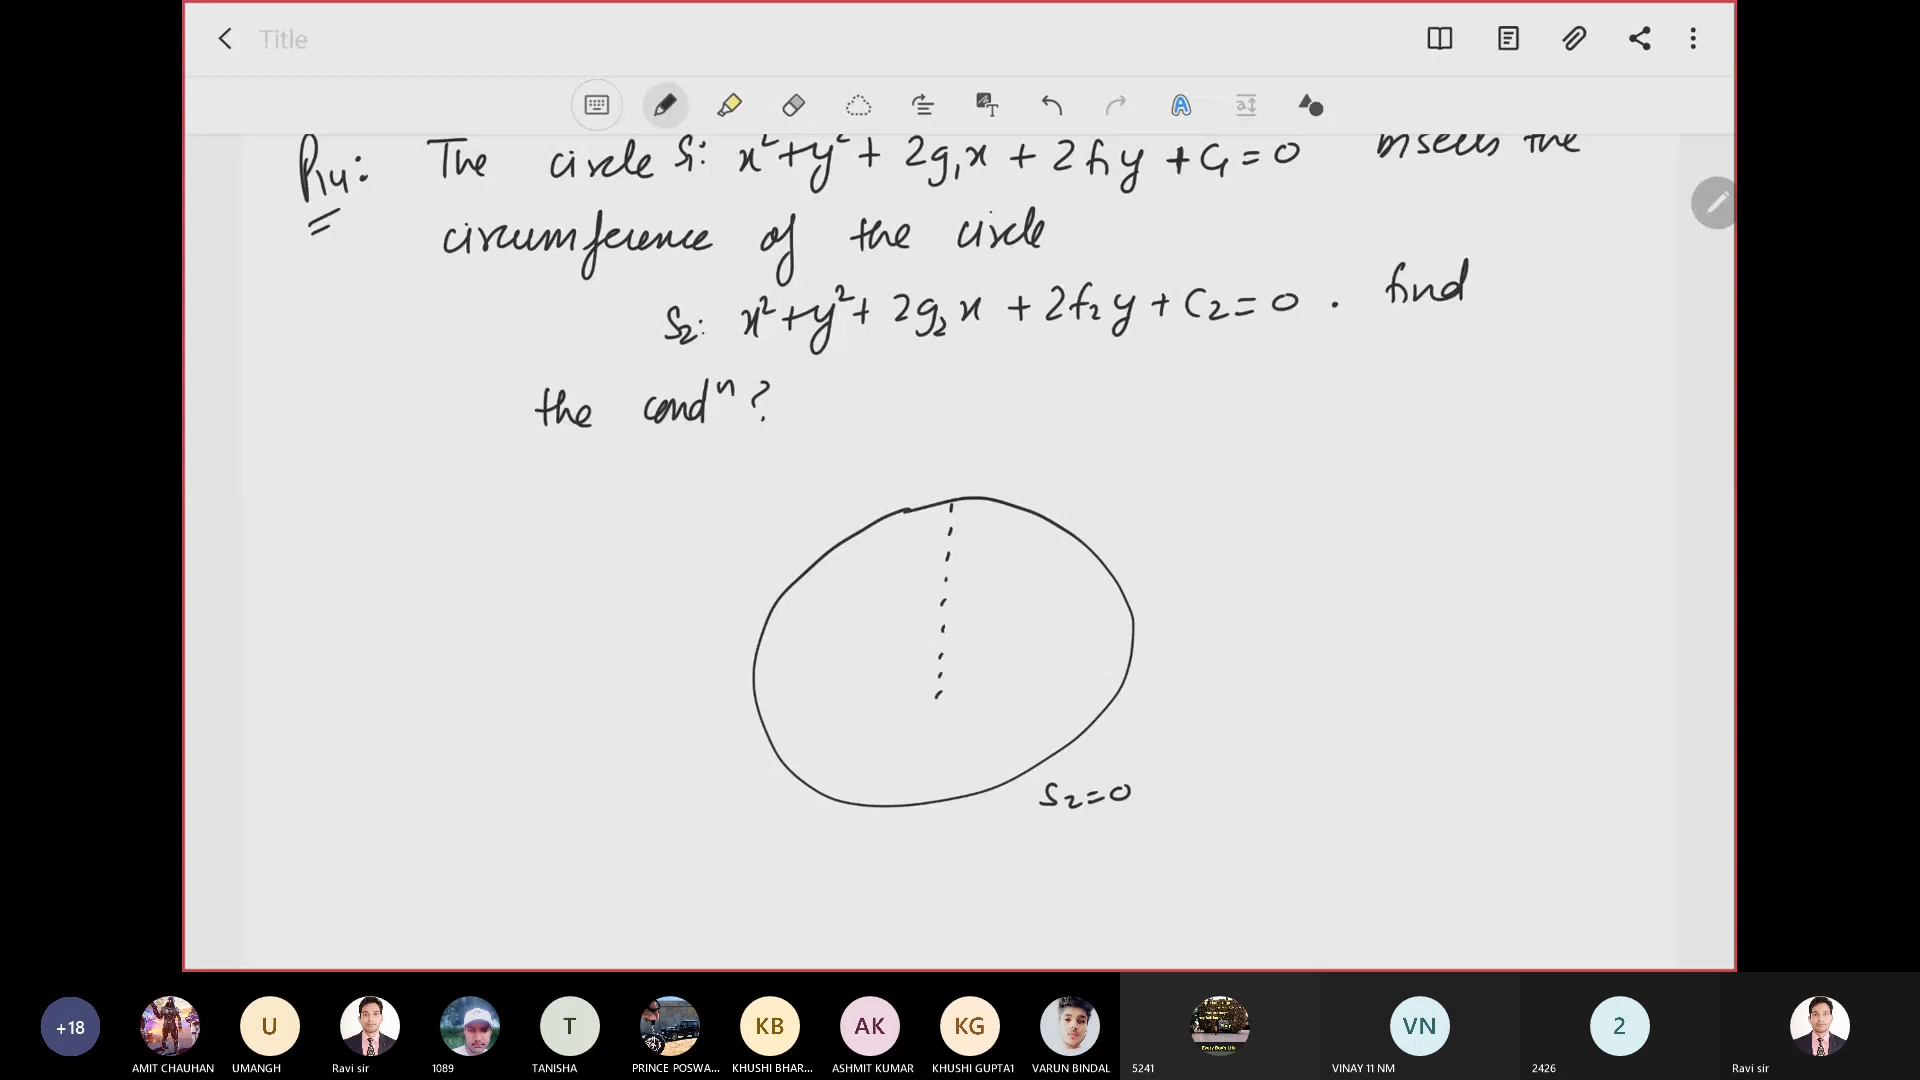 Title
P14: The circle S1: x²+y²+ 2g₁x + 2f₁y + C₁ = 0 bisects the
circumference of the circle
S₂: x²+y²+ 2g₂x + 2f₂y + C₂ = 0 . find
the condⁿ?
S₂=0
+18
U
T
KB
AK
KG
VN
2
AMIT CHAUHAN
UMANGH
Ravi sir
1089
TANISHA
PRINCE POSWA...
KHUSHI BHAR...
ASHMIT KUMAR
KHUSHI GUPTA1
VARUN BINDAL
5241
VINAY 11 NM
2426
Ravi sir